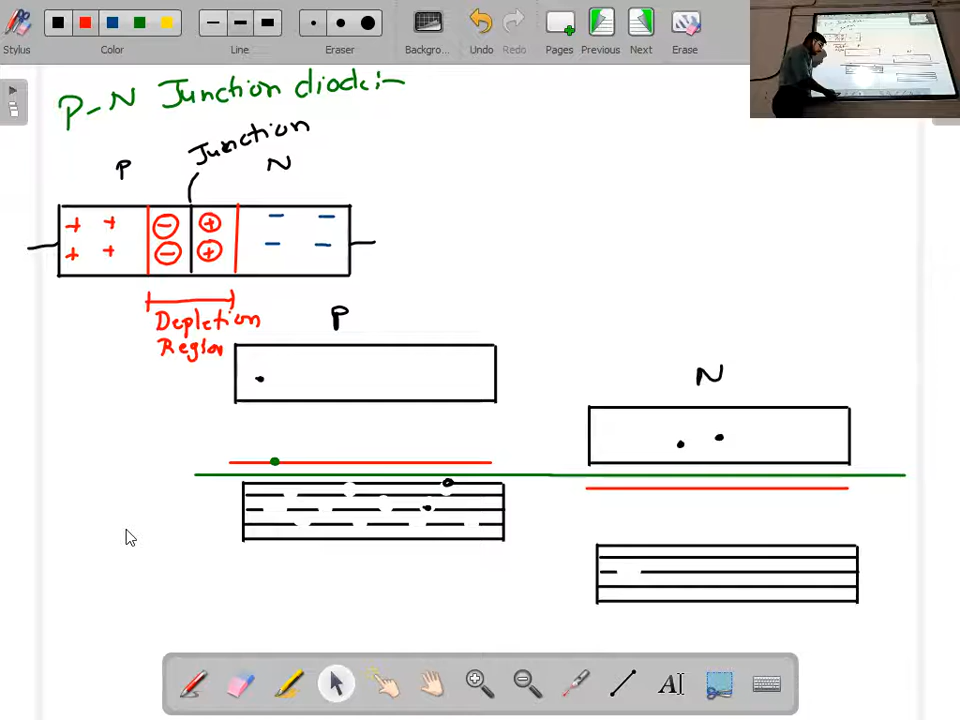 Stylus
Color
Line
Eraser
Backgro...
Undo
Redo
Pages
Previous
Next
Erase
P-N Junction diode:-
Junction
P
N
+ + - + - -
+ + - + - -
Depletion
Region
P
N
A